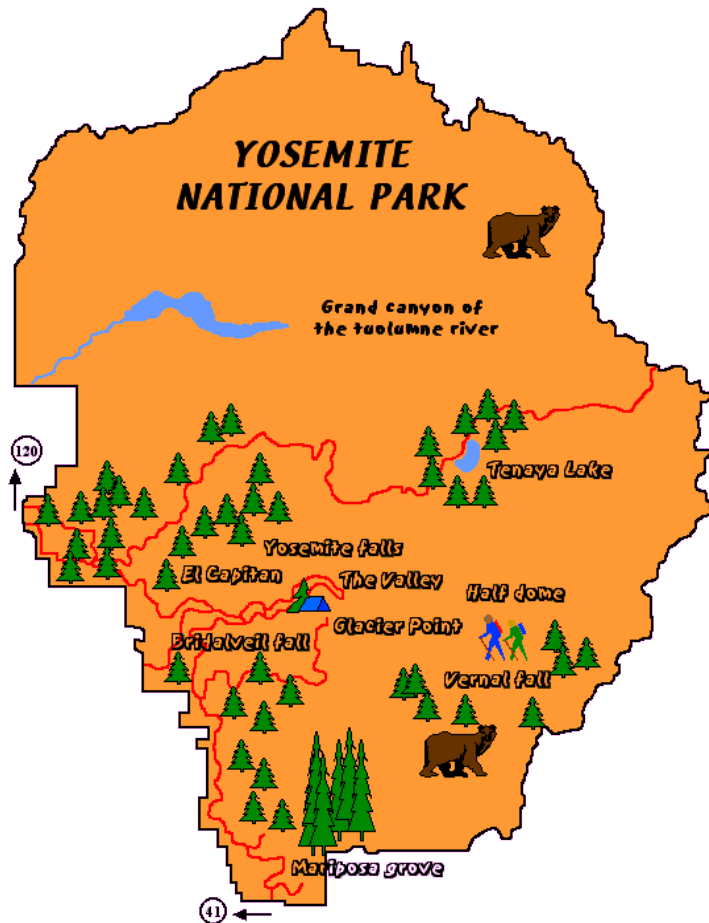 YOSEMITE
NATIONAL PARK
Grand canyon of
the tuolumne river
120
Tenaya Lake
Yosemite falls
El Capitan
The Valley
Half dome
Glacier Point
Bridalveil fall
Vernal fall
Mariposa grove
41